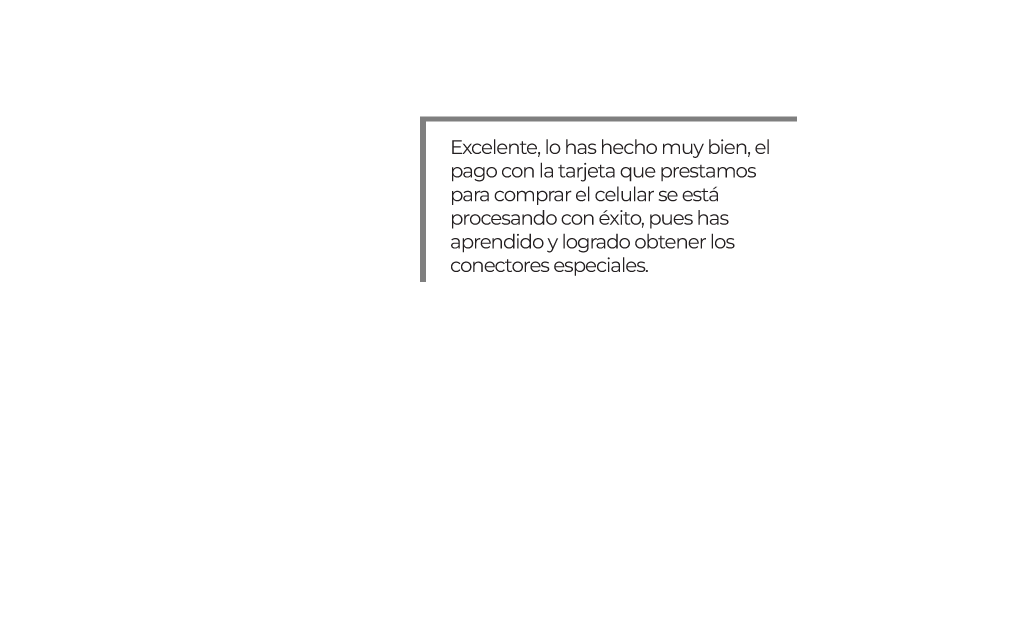 Excelente, lo has hecho muy bien, el
pago con la tarjeta que prestamos
para comprar el celular se está
procesando con éxito, pues has
aprendido y logrado obtener los
conectores especiales.